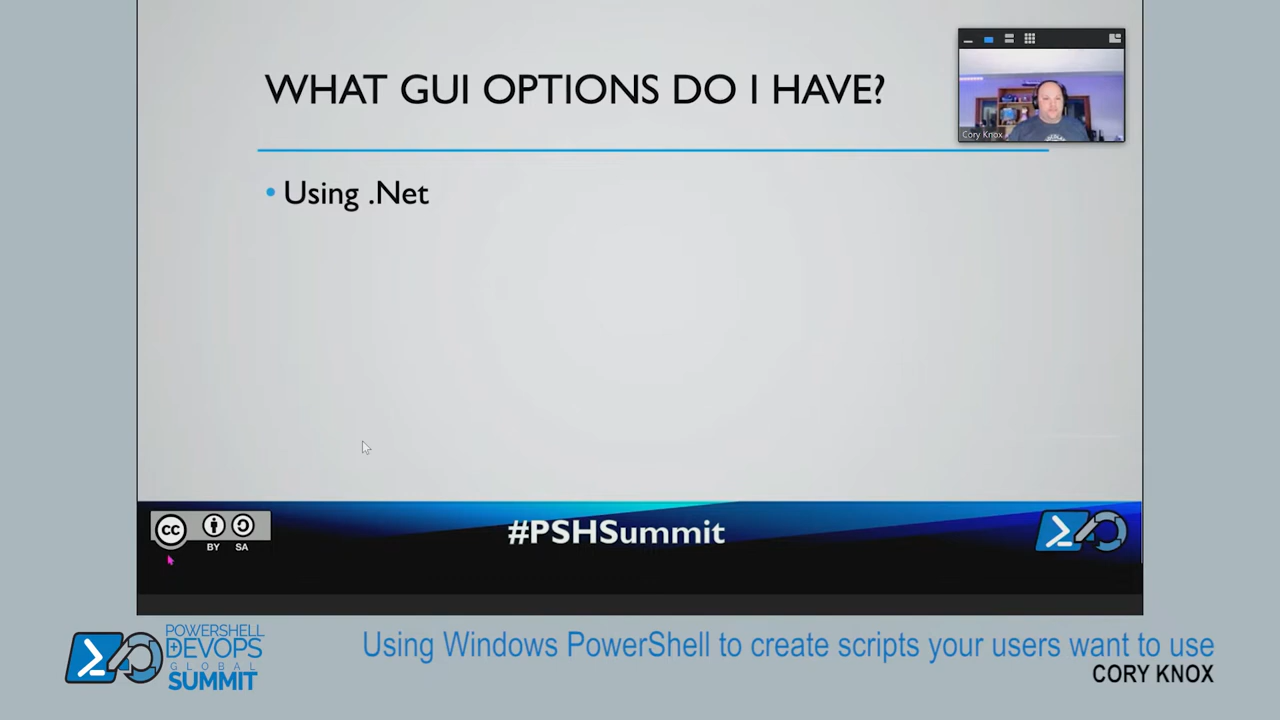 WHAT GUI OPTIONS DO I HAVE?
Cory Knox
• Using .Net
cc
BY SA
#PSHSummit
POWERSHELL
DEVOPS
GLOBAL
SUMMIT
Using Windows PowerShell to create scripts your users want to use
CORY KNOX